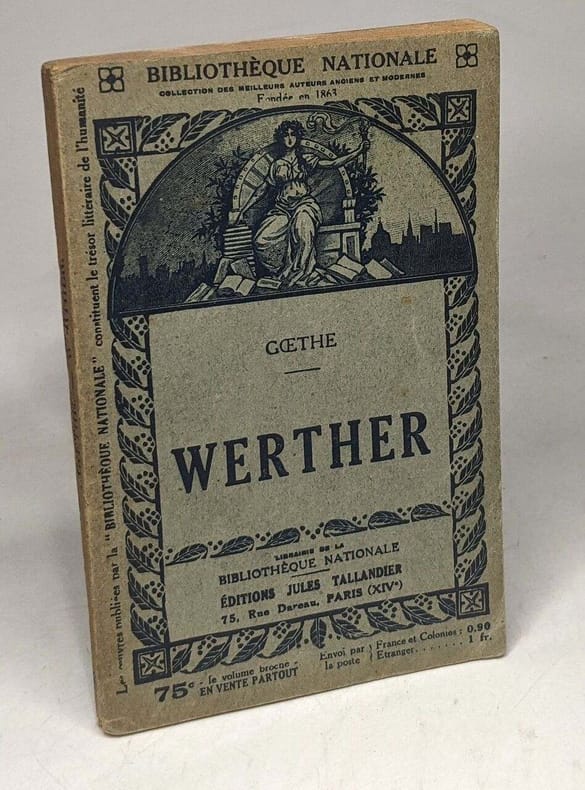 BIBLIOTHÈQUE NATIONALE
COLLECTION DES MEILLEURS AUTEURS ANCIENS ET MODERNES
Fondée en 1863
GŒTHE
WERTHER
LIBRAIRIE DE LA
BIBLIOTHÈQUE NATIONALE
ÉDITIONS JULES TALLANDIER
75, Rue Dareau, PARIS (XIVe)
75c - le volume broché -
EN VENTE PARTOUT
Envoi par la poste
France et Colonies : 0.90
Etranger....... 1 fr.
Les œuvres publiées par la "BIBLIOTHÈQUE NATIONALE" constituent le trésor littéraire de l'humanité